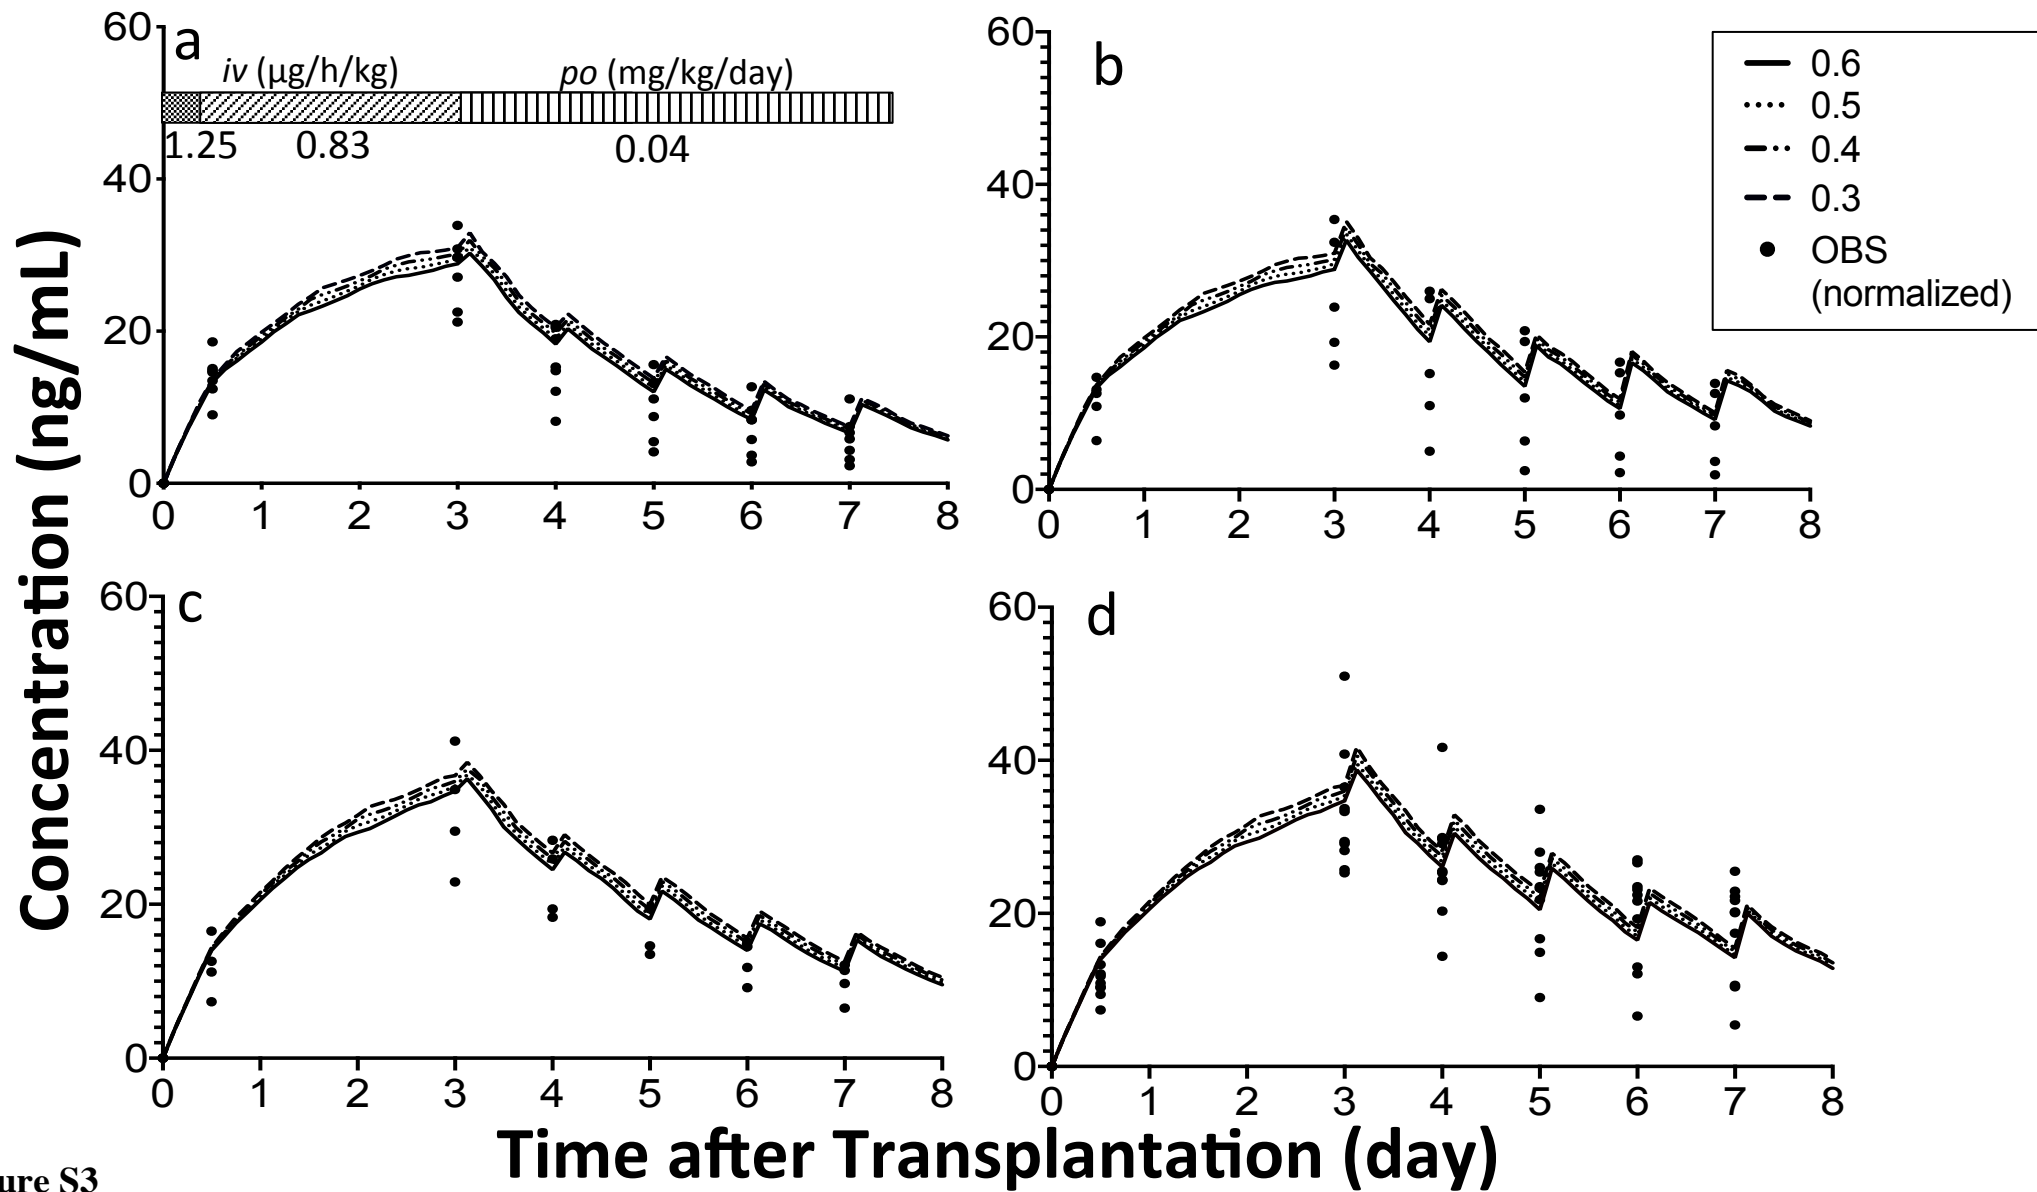 Concentration (ng/mL)
a
iv (µg/h/kg)
po (mg/kg/day)
1.25
0.83
0.04
60
40
20
0
0 1 2 3 4 5 6 7 8
b
60
40
20
0
0 1 2 3 4 5 6 7 8
0.6
0.5
0.4
0.3
OBS
(normalized)
c
60
40
20
0
0 1 2 3 4 5 6 7 8
d
60
40
20
0
0 1 2 3 4 5 6 7 8
Time after Transplantation (day)
ure S3